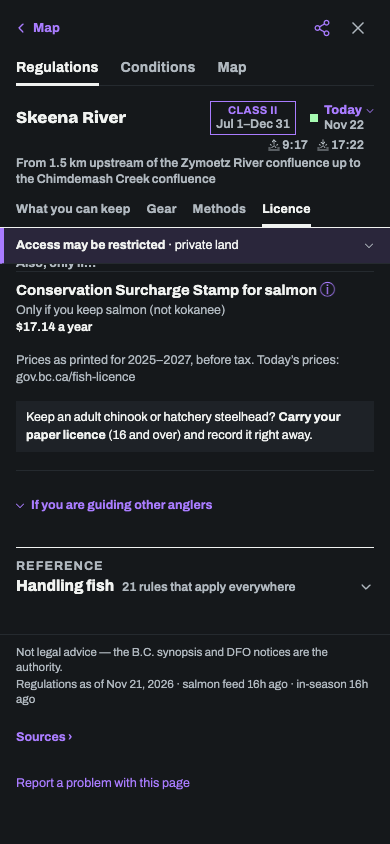 Map
Regulations Conditions Map
Skeena River
CLASS II
Jul 1–Dec 31
Today
Nov 22
9:17 17:22
From 1.5 km upstream of the Zymoetz River confluence up to
the Chimdemash Creek confluence
What you can keep Gear Methods Licence
Access may be restricted · private land
Also, only if…
Conservation Surcharge Stamp for salmon
Only if you keep salmon (not kokanee)
$17.14 a year
Prices as printed for 2025–2027, before tax. Today's prices:
gov.bc.ca/fish-licence
Keep an adult chinook or hatchery steelhead? Carry your
paper licence (16 and over) and record it right away.
If you are guiding other anglers
REFERENCE
Handling fish 21 rules that apply everywhere
Not legal advice — the B.C. synopsis and DFO notices are the
authority.
Regulations as of Nov 21, 2026 · salmon feed 16h ago · in-season 16h
ago
Sources ›
Report a problem with this page